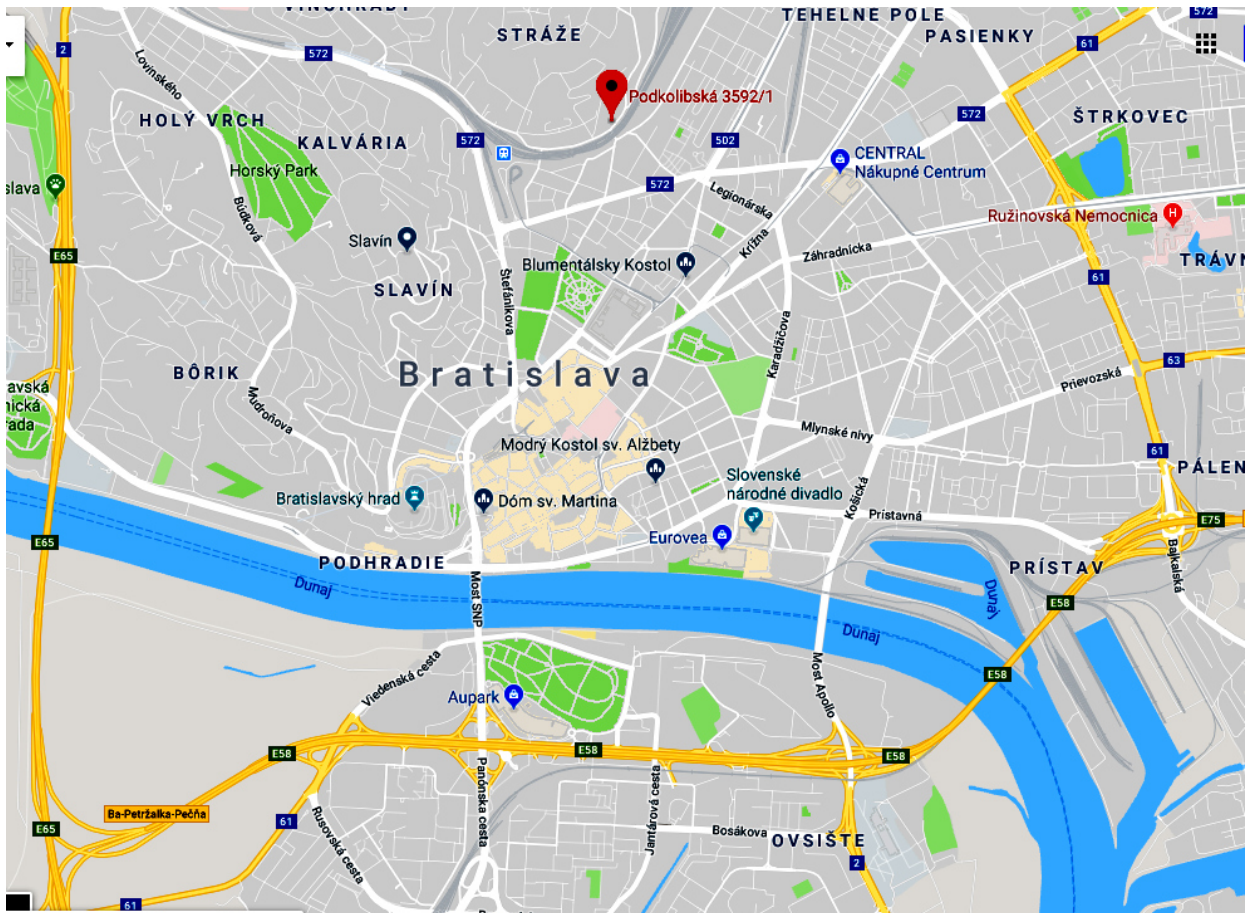 VINOHRADY
2
572
STRÁŽE
TEHELNE POLE
PASIENKY
572
61
Lovinského
572
Podkolibská 3592/1
HOLÝ VRCH
KALVÁRIA
572
502
572
ŠTRKOVEC
CENTRAL
Nákupné Centrum
Horský Park
slava
572
Legionárska
Ružinovská Nemocnica
H
Búdková
Slavín
Krížna
Záhradnícka
E65
Blumentálsky Kostol
TRÁVN
SLAVÍN
Štefánikova
61
Karadžičova
63
BÔRIK
Bratislava
Prievozská
avská
nická
rada
Mudroňova
Mlynské nivy
Modrý Kostol sv. Alžbety
61
PÁLEN
Bratislavský hrad
Dóm sv. Martina
Slovenské
národné divadlo
Košická
Prístavná
E75
E65
Eurovea
Bajkalská
PODHRADIE
PRÍSTAV
Dunaj
Most SNP
Dunaj
E58
Dunaj
Viedenská cesta
Most Apollo
E58
Aupark
E58
E58
E58
Panónska cesta
Jantárová cesta
Ba-Petržalka-Pečňa
Rusovská cesta
E65
61
Bosákova
OVSIŠTE
2
61